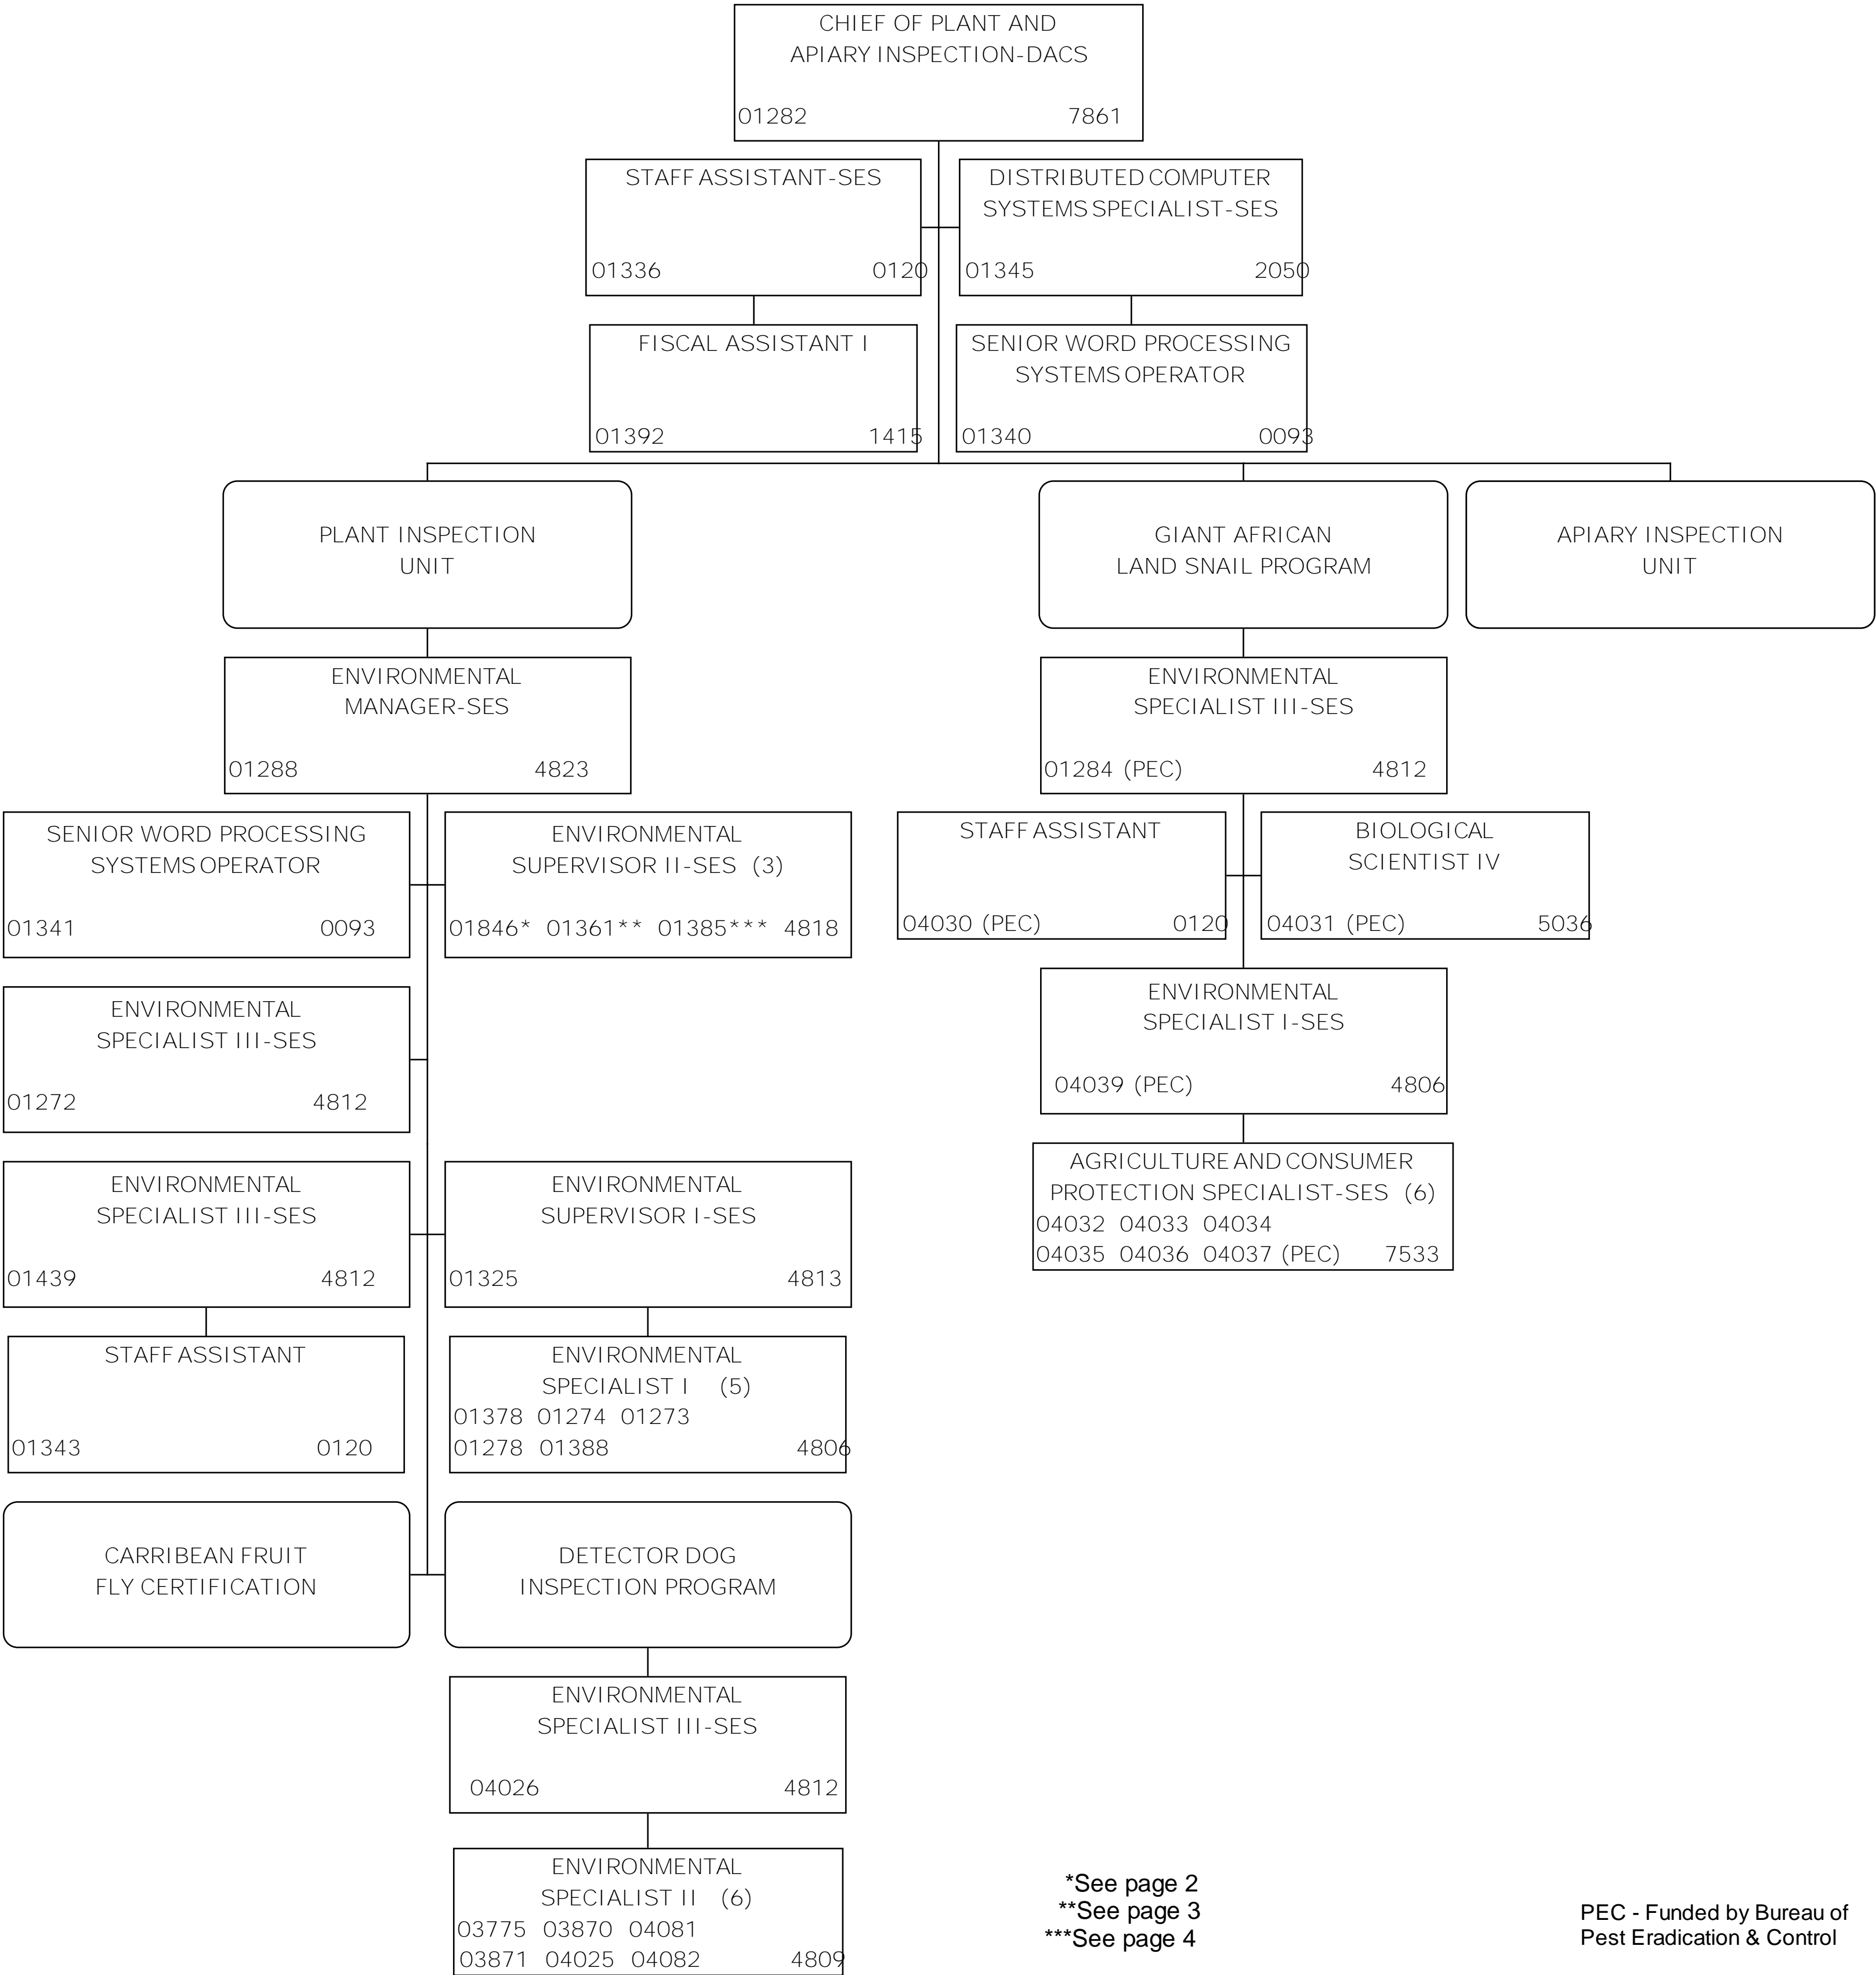 CHIEF OF PLANT AND
APIARY INSPECTION-DACS
01282 7861
STAFF ASSISTANT-SES
01336 0120
DISTRIBUTED COMPUTER
SYSTEMS SPECIALIST-SES
01345 2050
FISCAL ASSISTANT I
01392 1415
SENIOR WORD PROCESSING
SYSTEMS OPERATOR
01340 0093
PLANT INSPECTION
UNIT
GIANT AFRICAN
LAND SNAIL PROGRAM
APIARY INSPECTION
UNIT
ENVIRONMENTAL
MANAGER-SES
01288 4823
ENVIRONMENTAL
SPECIALIST III-SES
01284 (PEC) 4812
SENIOR WORD PROCESSING
SYSTEMS OPERATOR
01341 0093
ENVIRONMENTAL
SUPERVISOR II-SES (3)
01846* 01361** 01385*** 4818
STAFF ASSISTANT
04030 (PEC) 0120
BIOLOGICAL
SCIENTIST IV
04031 (PEC) 5036
ENVIRONMENTAL
SPECIALIST III-SES
01272 4812
ENVIRONMENTAL
SPECIALIST I-SES
04039 (PEC) 4806
ENVIRONMENTAL
SPECIALIST III-SES
01439 4812
ENVIRONMENTAL
SUPERVISOR I-SES
01325 4813
AGRICULTURE AND CONSUMER
PROTECTION SPECIALIST-SES (6)
04032 04033 04034
04035 04036 04037 (PEC) 7533
STAFF ASSISTANT
01343 0120
ENVIRONMENTAL
SPECIALIST I (5)
01378 01274 01273
01278 01388 4806
CARRIBEAN FRUIT
FLY CERTIFICATION
DETECTOR DOG
INSPECTION PROGRAM
ENVIRONMENTAL
SPECIALIST III-SES
04026 4812
ENVIRONMENTAL
SPECIALIST II (6)
03775 03870 04081
03871 04025 04082 4809
*See page 2
**See page 3
***See page 4
PEC - Funded by Bureau of
Pest Eradication & Control